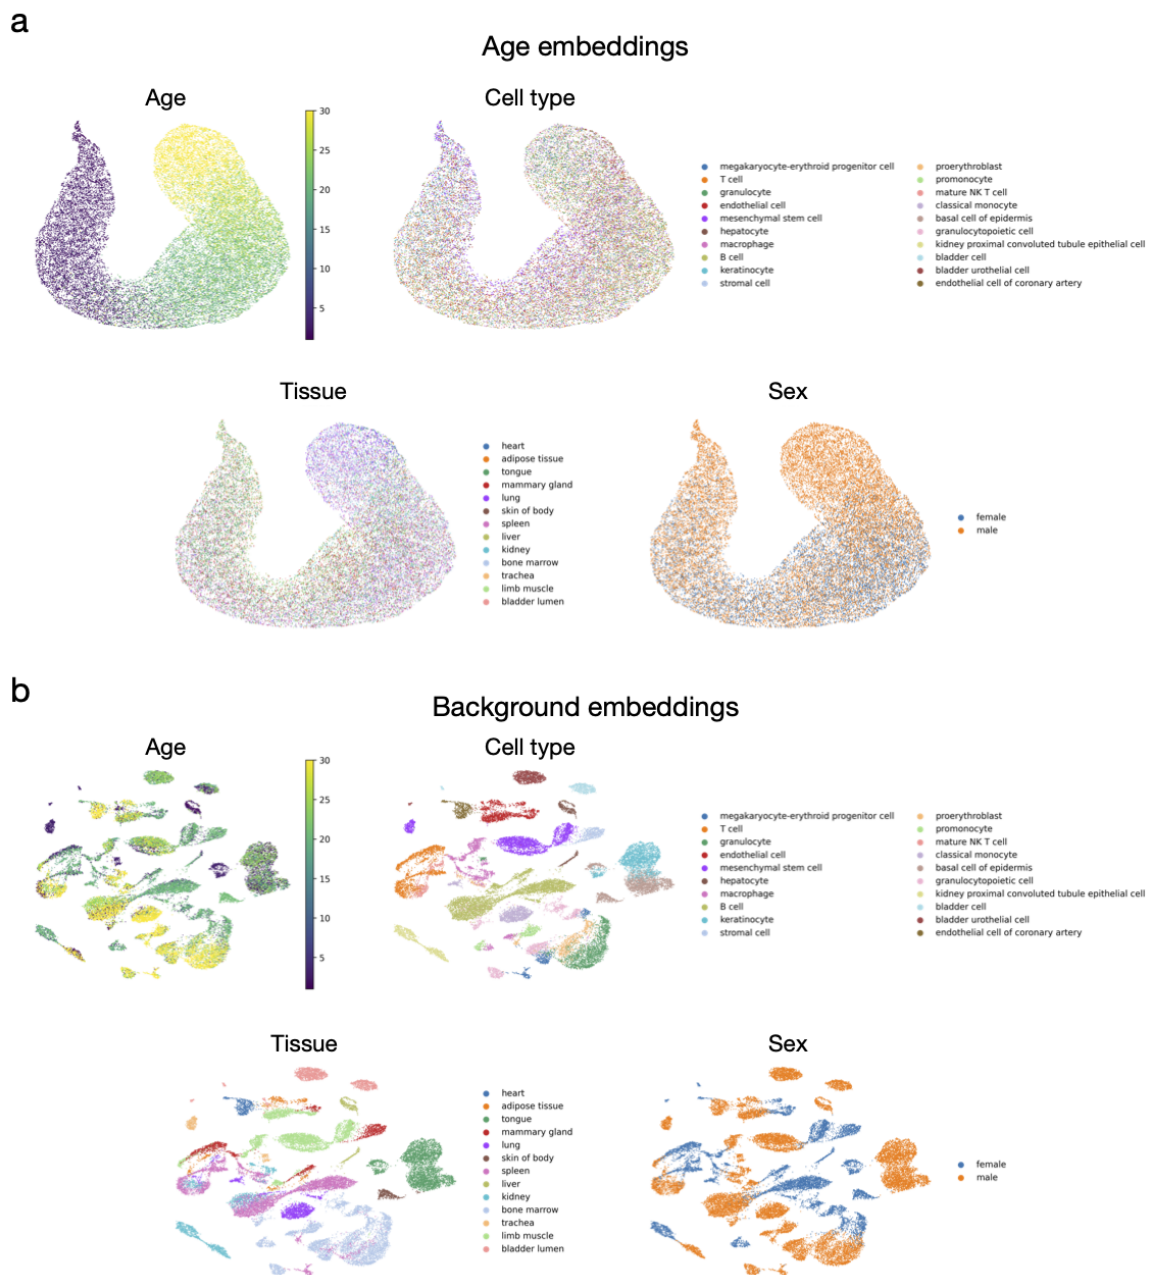 a
Age embeddings
Age
Cell type
30
25
20
15
10
5
megakaryocyte-erythroid progenitor cell
T cell
granulocyte
endothelial cell
mesenchymal stem cell
hepatocyte
macrophage
B cell
keratinocyte
stromal cell
proerythroblast
promonocyte
mature NK T cell
classical monocyte
basal cell of epidermis
granulocytopoietic cell
kidney proximal convoluted tubule epithelial cell
bladder cell
bladder urothelial cell
endothelial cell of coronary artery
Tissue
Sex
heart
adipose tissue
tongue
mammary gland
lung
skin of body
spleen
liver
kidney
bone marrow
trachea
limb muscle
bladder lumen
female
male
b
Background embeddings
Age
Cell type
30
25
20
15
10
5
megakaryocyte-erythroid progenitor cell
T cell
granulocyte
endothelial cell
mesenchymal stem cell
hepatocyte
macrophage
B cell
keratinocyte
stromal cell
proerythroblast
promonocyte
mature NK T cell
classical monocyte
basal cell of epidermis
granulocytopoietic cell
kidney proximal convoluted tubule epithelial cell
bladder cell
bladder urothelial cell
endothelial cell of coronary artery
Tissue
Sex
heart
adipose tissue
tongue
mammary gland
lung
skin of body
spleen
liver
kidney
bone marrow
trachea
limb muscle
bladder lumen
female
male